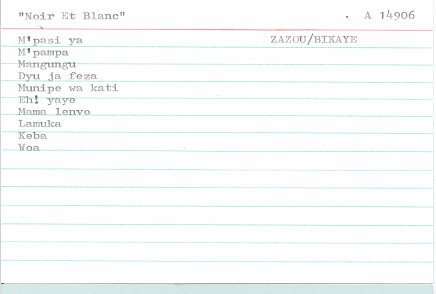 "Noir Et Blanc" . A 14906
M'pasi ya ZAZOU/BIKAYE
M'pampa
Mangungu
Dyu ja feza
Munipe wa kati
Eh! yaye
Mama lenvo
Lamuka
Keba
Woa